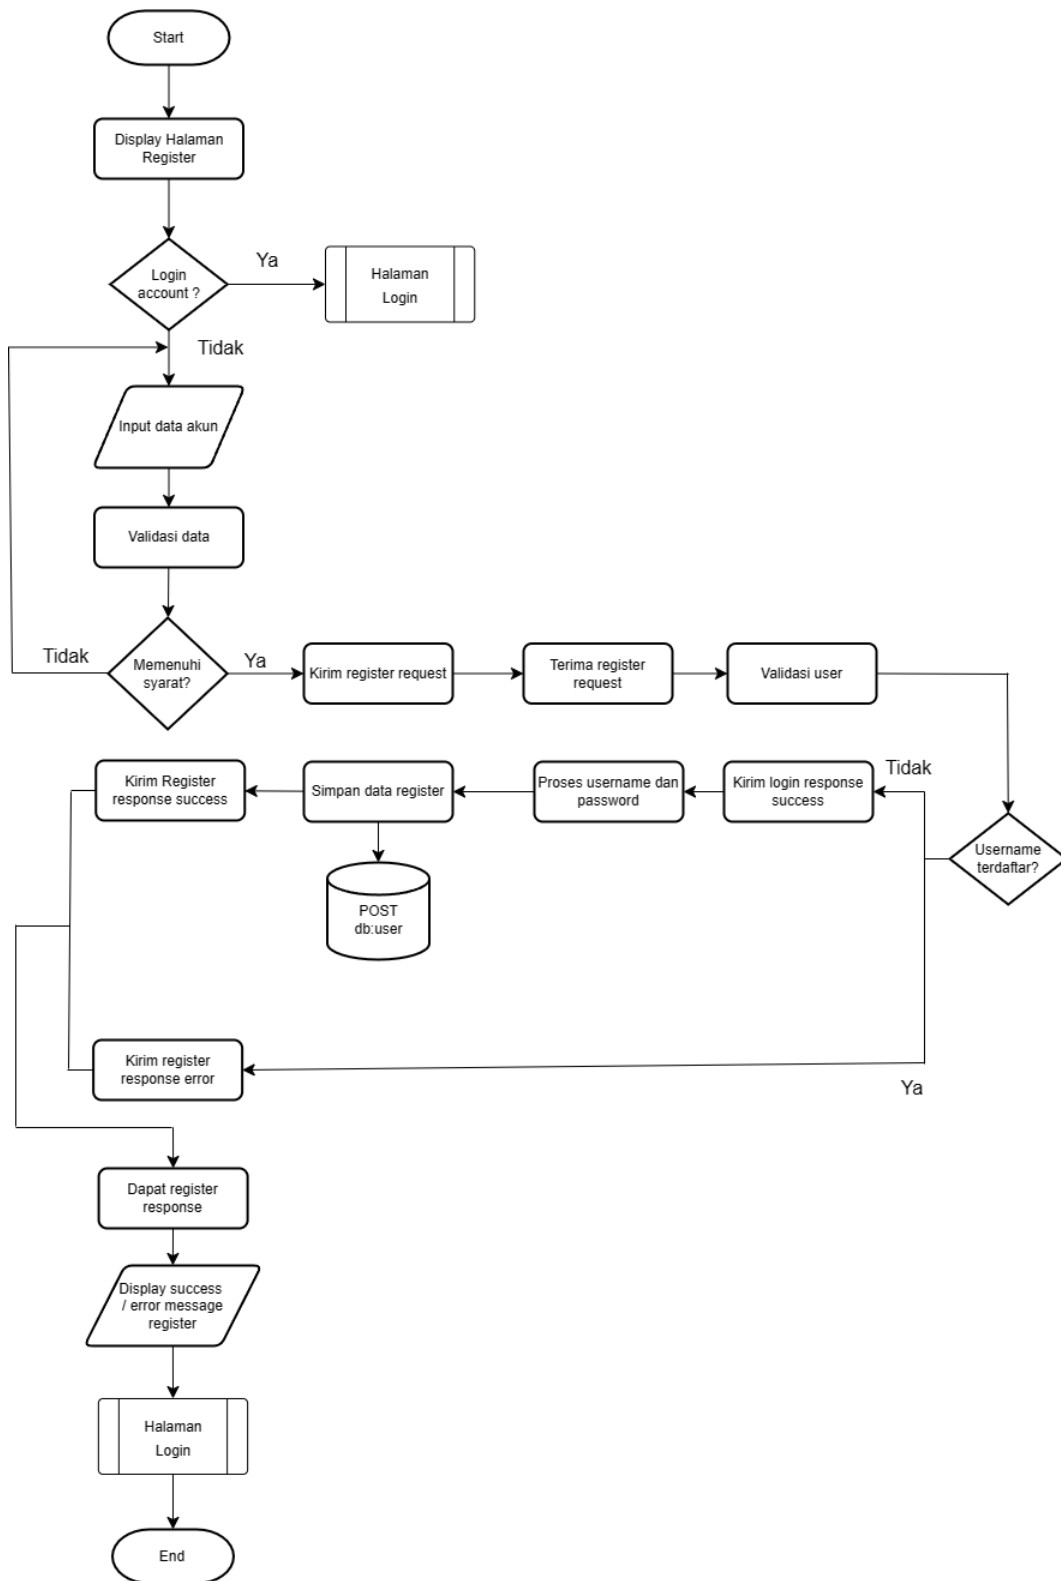 Start
Display Halaman
Register
Login
account ?
Ya
Halaman
Login
Tidak
Input data akun
Validasi data
Memenuhi
syarat?
Tidak
Ya
Kirim register request
Terima register
request
Validasi user
Username
terdaftar?
Tidak
Kirim login response
success
Proses username dan
password
Simpan data register
POST
db:user
Kirim Register
response success
Ya
Kirim register
response error
Dapat register
response
Display success
/ error message
register
Halaman
Login
End